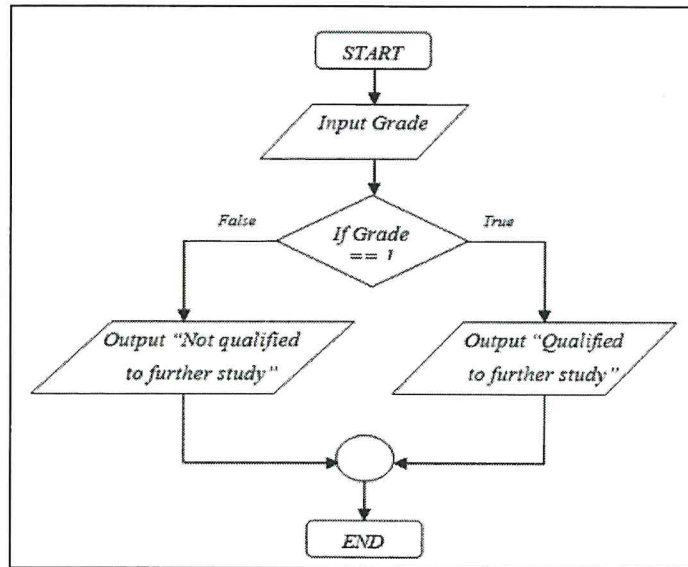 START
Input Grade
False
True
If Grade
== 1
Output “Not qualified
to further study”
Output “Qualified
to further study”
END